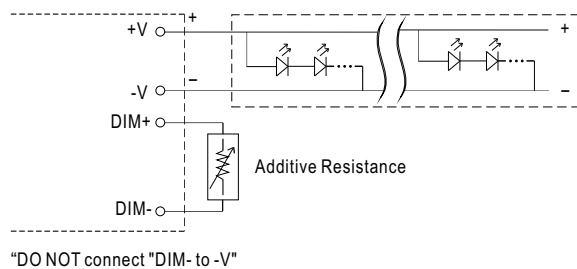 +V
+
-V
−
+
−
DIM+
DIM-
Additive Resistance
“DO NOT connect "DIM- to -V"